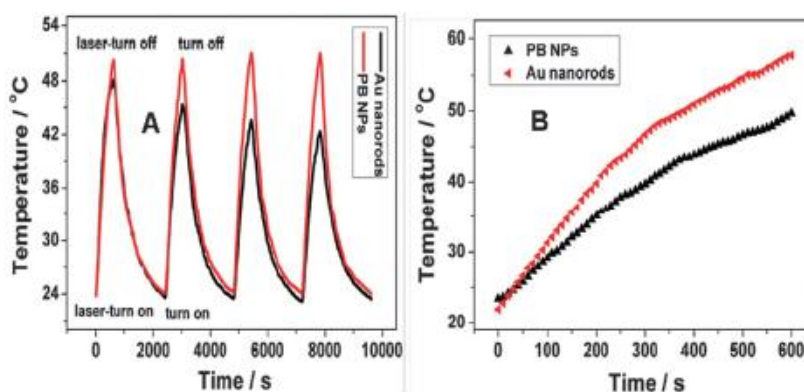 54
48
42
36
30
24
Temperature / °C
laser-turn off
turn off
A
Au nanorods
PB NPs
laser-turn on
turn on
0
2000
4000
6000
8000
10000
Time / s
60
50
40
30
20
Temperature / °C
PB NPs
Au nanorods
B
0
100
200
300
400
500
600
Time / s